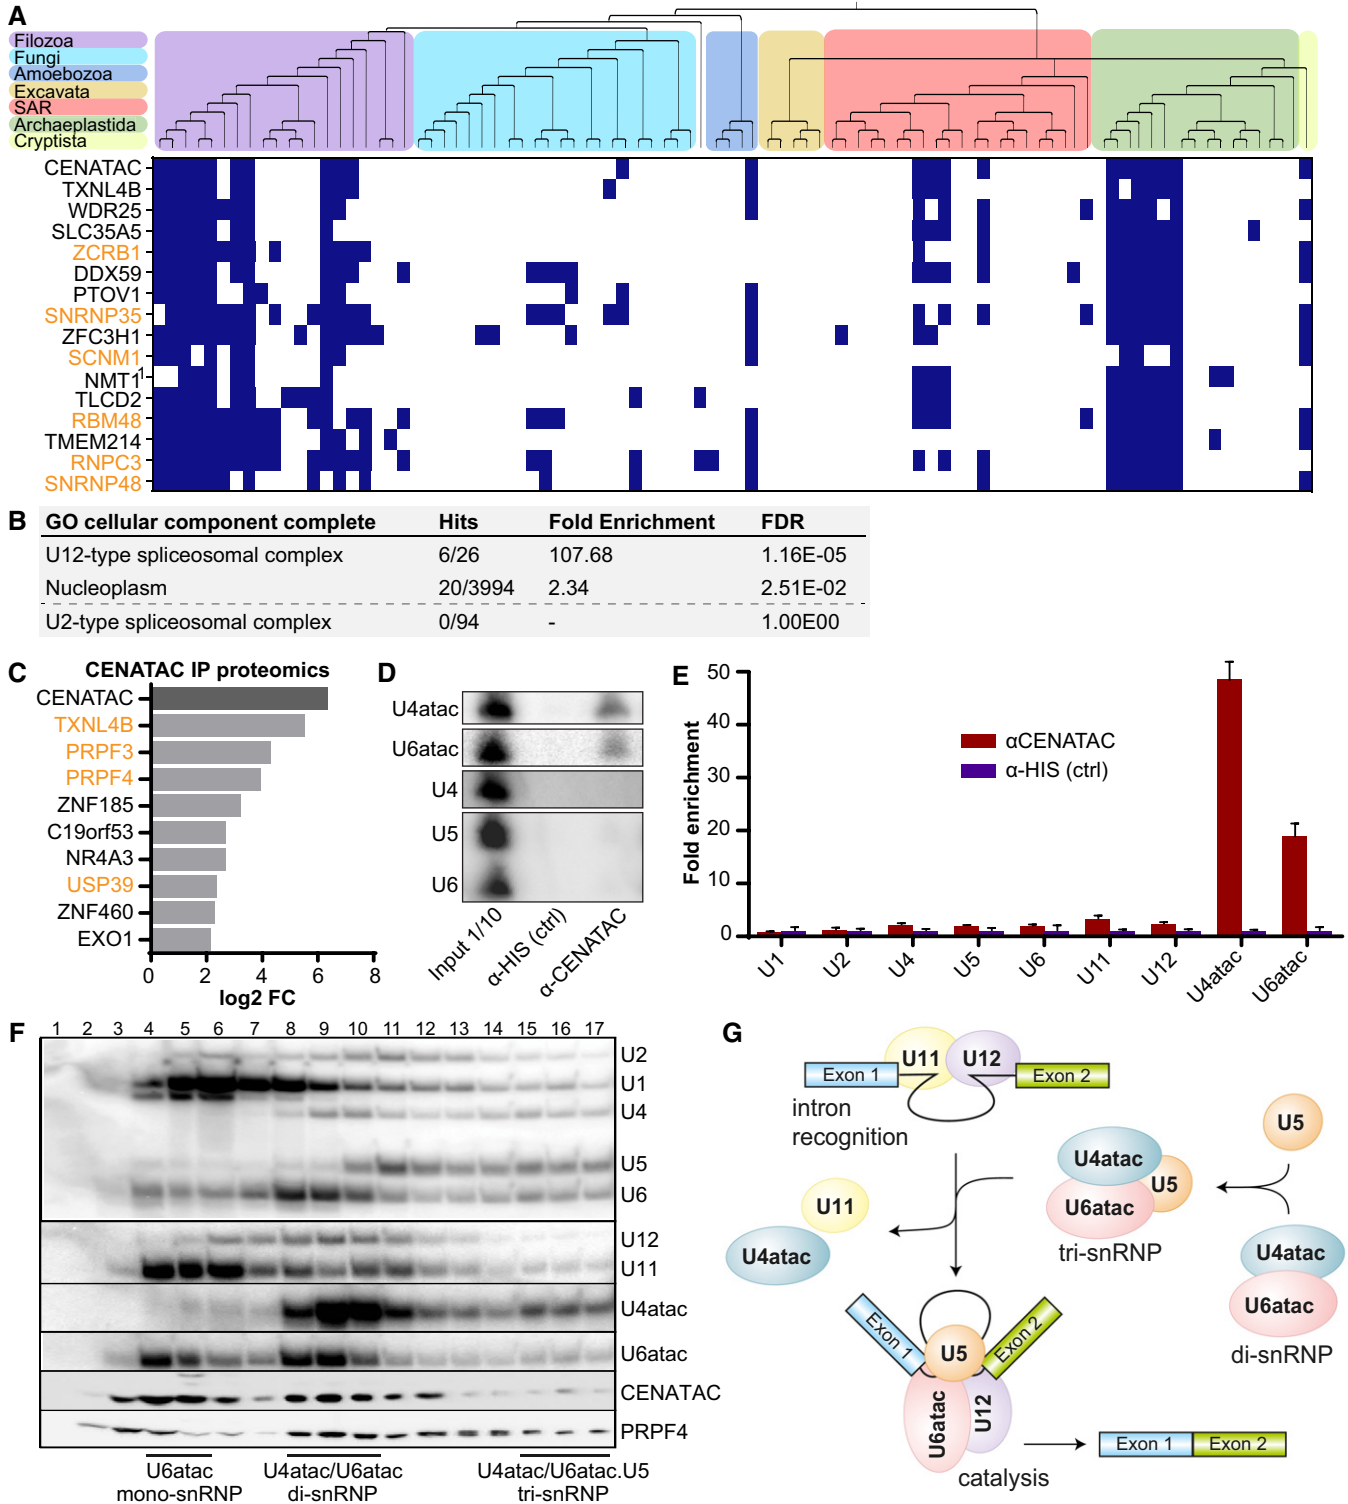 A
Filozoa
Fungi
Amoebozoa
Excavata
SAR
Archaeplastida
Cryptista
CENATAC
TXNL4B
WDR25
SLC35A5
ZCRB1
DDX59
PTOV1
SNRNP35
ZFC3H1
SCNM1
NMT1¹
TLCD2
RBM48
TMEM214
RNPC3
SNRNP48
B
GO cellular component complete Hits Fold Enrichment FDR
U12-type spliceosomal complex 6/26 107.68 1.16E-05
Nucleoplasm 20/3994 2.34 2.51E-02
U2-type spliceosomal complex 0/94 - 1.00E00
C
CENATAC IP proteomics
CENATAC
TXNL4B
PRPF3
PRPF4
ZNF185
C19orf53
NR4A3
USP39
ZNF460
EXO1
0 2 4 6 8
log2 FC
D
U4atac
U6atac
U4
U5
U6
Input 1/10
α-HIS (ctrl)
α-CENATAC
E
Fold enrichment
50
40
30
20
10
0
αCENATAC
α-HIS (ctrl)
U1 U2 U4 U5 U6 U11 U12 U4atac U6atac
F
1 2 3 4 5 6 7 8 9 10 11 12 13 14 15 16 17
U2
U1
U4
U5
U6
U12
U11
U4atac
U6atac
CENATAC
PRPF4
U6atac
mono-snRNP
U4atac/U6atac
di-snRNP
U4atac/U6atac.U5
tri-snRNP
G
U11 U12
Exon 1 Exon 2
intron
recognition
U5
U4atac
U5
U6atac
tri-snRNP
U11
U4atac
U4atac
U6atac
di-snRNP
Exon 1
U5
Exon 2
U6atac
U12
catalysis
Exon 1 Exon 2